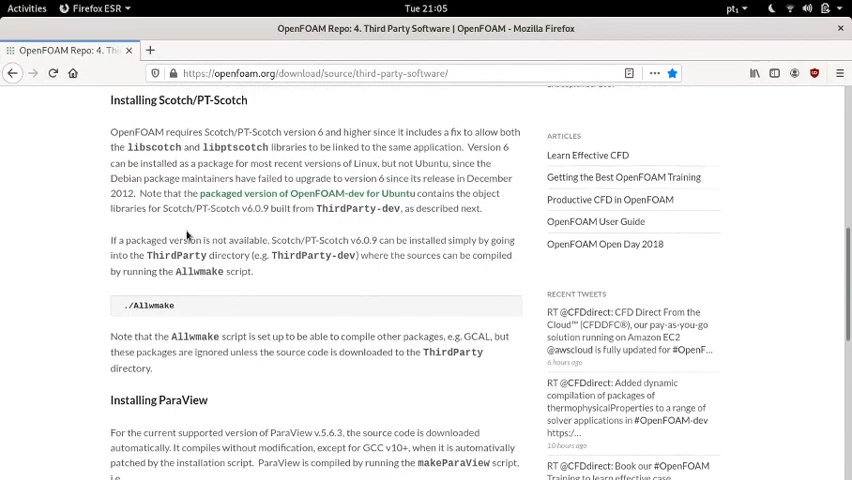 Activities
Firefox ESR
Tue 21:05
pt₁
OpenFOAM Repo: 4. Third Party Software | OpenFOAM - Mozilla Firefox
OpenFOAM Repo: 4. Th
https://openfoam.org/download/source/third-party-software/
Installing Scotch/PT-Scotch
OpenFOAM requires Scotch/PT-Scotch version 6 and higher since it includes a fix to allow both
the libscotch and libptscotch libraries to be linked to the same application. Version 6
can be installed as a package for most recent versions of Linux, but not Ubuntu, since the
Debian package maintainers have failed to upgrade to version 6 since its release in December
2012. Note that the packaged version of OpenFOAM-dev for Ubuntu contains the object
libraries for Scotch/PT-Scotch v6.0.9 built from ThirdParty-dev, as described next.
If a packaged version is not available, Scotch/PT-Scotch v6.0.9 can be installed simply by going
into the ThirdParty directory (e.g. ThirdParty-dev) where the sources can be compiled
by running the Allwmake script.
./Allwmake
Note that the Allwmake script is set up to be able to compile other packages, e.g. GCAL, but
these packages are ignored unless the source code is downloaded to the ThirdParty
directory.
Installing ParaView
For the current supported version of ParaView v.5.6.3, the source code is downloaded
automatically. It compiles without modification, except for GCC v10+, when it is automativally
patched by the installation script. ParaView is compiled by running the makeParaView script,
i.e.
ARTICLES
Learn Effective CFD
Getting the Best OpenFOAM Training
Productive CFD in OpenFOAM
OpenFOAM User Guide
OpenFOAM Open Day 2018
RECENT TWEETS
RT @CFDdirect: CFD Direct From the
Cloud™ (CFDDFC®), our pay-as-you-go
solution running on Amazon EC2
@awscloud is fully updated for #OpenF…
6 hours ago
RT @CFDdirect: Added dynamic
compilation of packages of
thermophysicalProperties to a range of
solver applications in #OpenFOAM-dev
https:/…
10 hours ago
RT @CFDdirect: Book our #OpenFOAM
Training to learn effective case